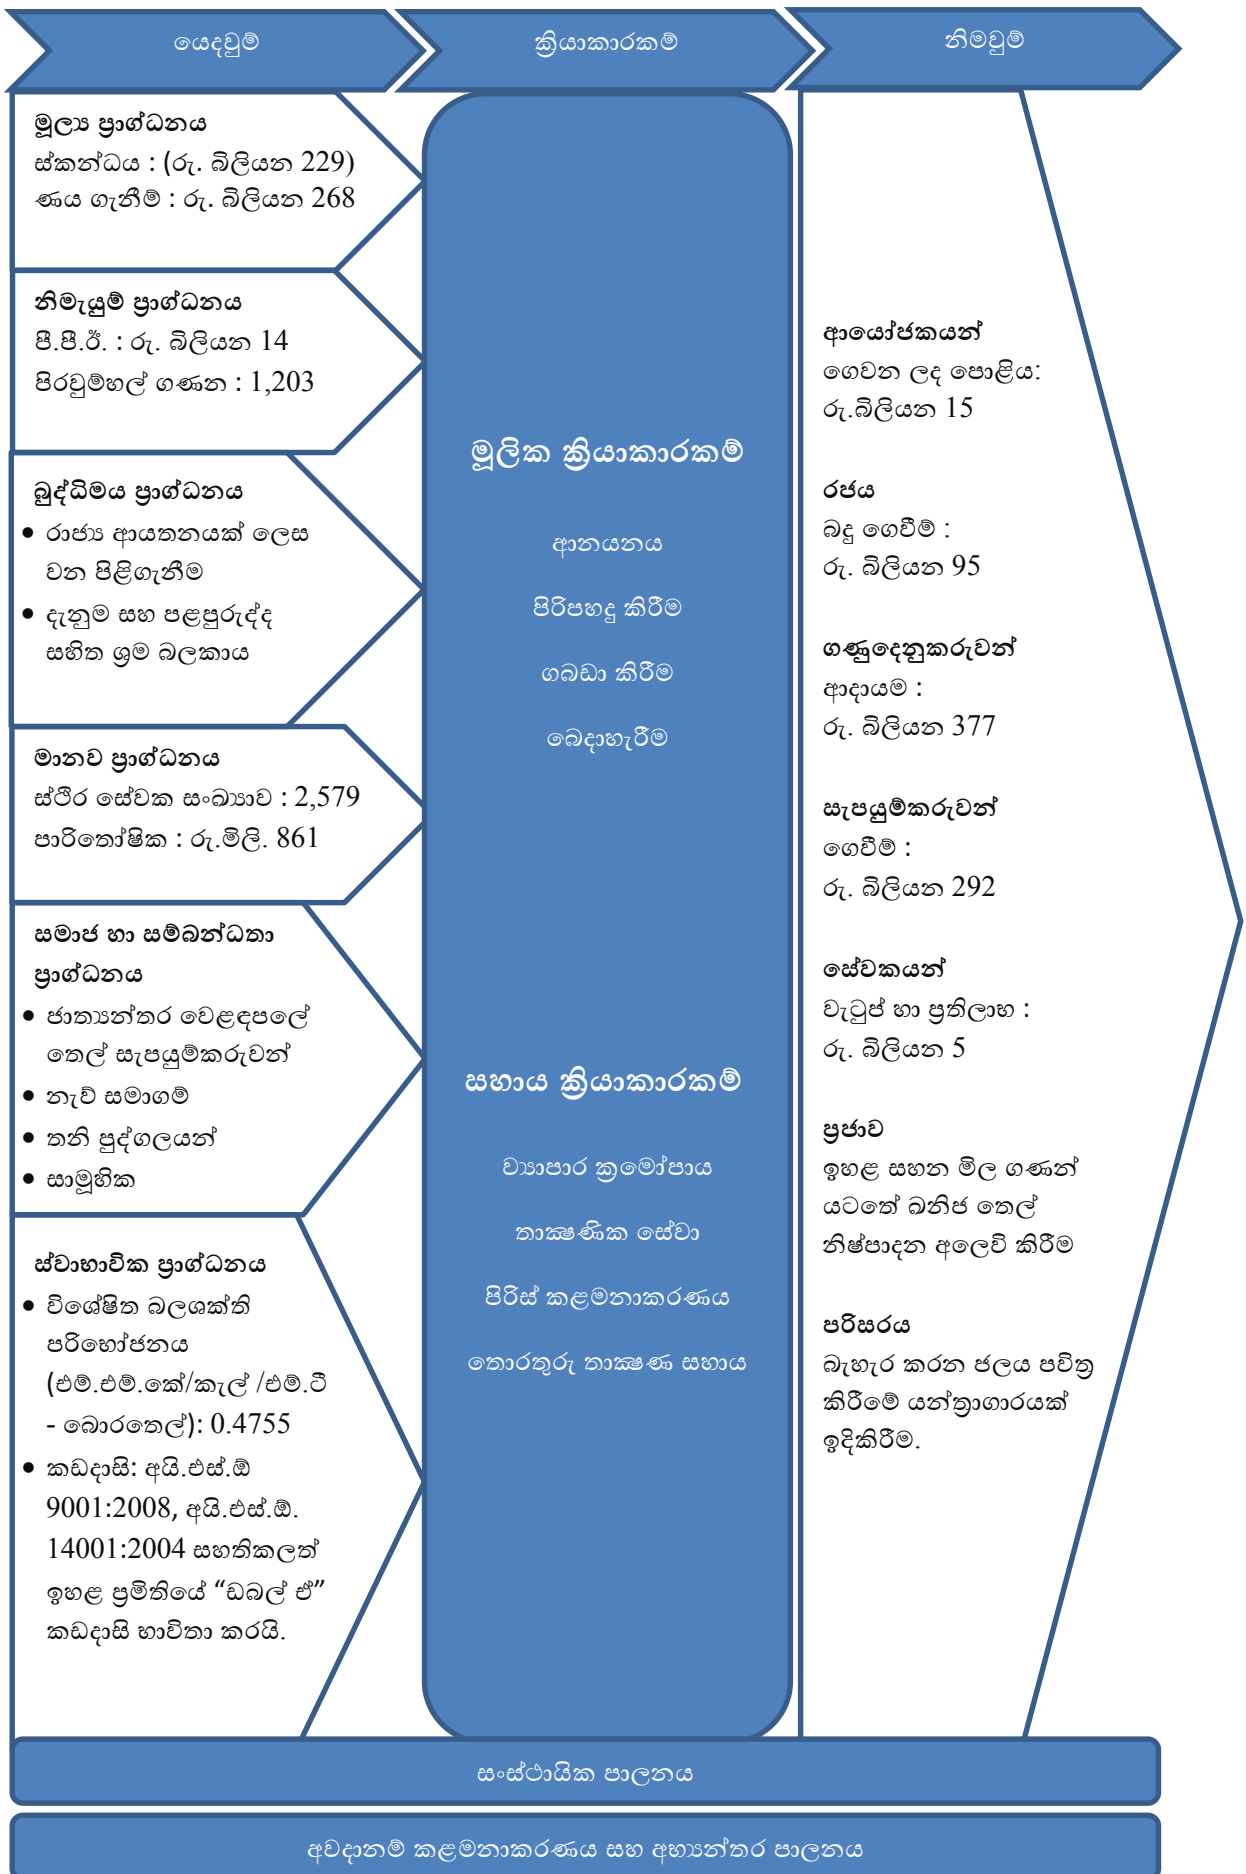 යෙදවුම්
ක්‍රියාකාරකම්
නිමවුම්
මූල්‍ය ප්‍රාග්ධනය
ස්කන්ධය : (රු. බිලියන 229)
ණය ගැනීම් : රු. බිලියන 268
නිමැයුම් ප්‍රාග්ධනය
පී.පී.ඊ. : රු. බිලියන 14
පිරවුම්හල් ගණන : 1,203
බුද්ධිමය ප්‍රාග්ධනය
• රාජ්‍ය ආයතනයක් ලෙස
වන පිළිගැනීම
• දැනුම සහ පළපුරුද්ද
සහිත ශ්‍රම බලකාය
මානව ප්‍රාග්ධනය
ස්ථිර සේවක සංඛ්‍යාව : 2,579
පාරිතෝෂික : රු.මිලි. 861
සමාජ හා සම්බන්ධතා
ප්‍රාග්ධනය
• ජාත්‍යන්තර වෙළඳපලේ
තෙල් සැපයුම්කරුවන්
• නැව් සමාගම්
• තනි පුද්ගලයන්
• සාමූහික
ස්වාභාවික ප්‍රාග්ධනය
• විශේෂිත බලශක්ති
පරිභෝජනය
(එම්.එම්.කේ/කැල් /එම්.ටී
- බොරතෙල්): 0.4755
• කඩදාසි: අයි.එස්.ඕ
9001:2008, අයි.එස්.ඕ.
14001:2004 සහතිකලත්
ඉහළ ප්‍රමිතියේ “ඩබල් ඒ”
කඩදාසි භාවිතා කරයි.
මූලික ක්‍රියාකාරකම්
ආනයනය
පිරිපහදු කිරීම
ගබඩා කිරීම
බෙදාහැරීම
සහාය ක්‍රියාකාරකම්
ව්‍යාපාර ක්‍රමෝපාය
තාක්‍ෂණික සේවා
පිරිස් කළමනාකරණය
තොරතුරු තාක්‍ෂණ සහාය
ආයෝජකයන්
ගෙවන ලද පොළිය:
රු.බිලියන 15
රජය
බදු ගෙවීම් :
රු. බිලියන 95
ගණුදෙනුකරුවන්
ආදායම :
රු. බිලියන 377
සැපයුම්කරුවන්
ගෙවීම් :
රු. බිලියන 292
සේවකයන්
වැටුප් හා ප්‍රතිලාභ :
රු. බිලියන 5
ප්‍රජාව
ඉහළ සහන මිල ගණන්
යටතේ ඛනිජ තෙල්
නිෂ්පාදන අලෙවි කිරීම
පරිසරය
බැහැර කරන ජලය පවිත්‍ර
කිරීමේ යන්ත්‍රාගාරයක්
ඉදිකිරීම.
සංස්ථායික පාලනය
අවදානම් කළමනාකරණය සහ අභ්‍යන්තර පාලනය